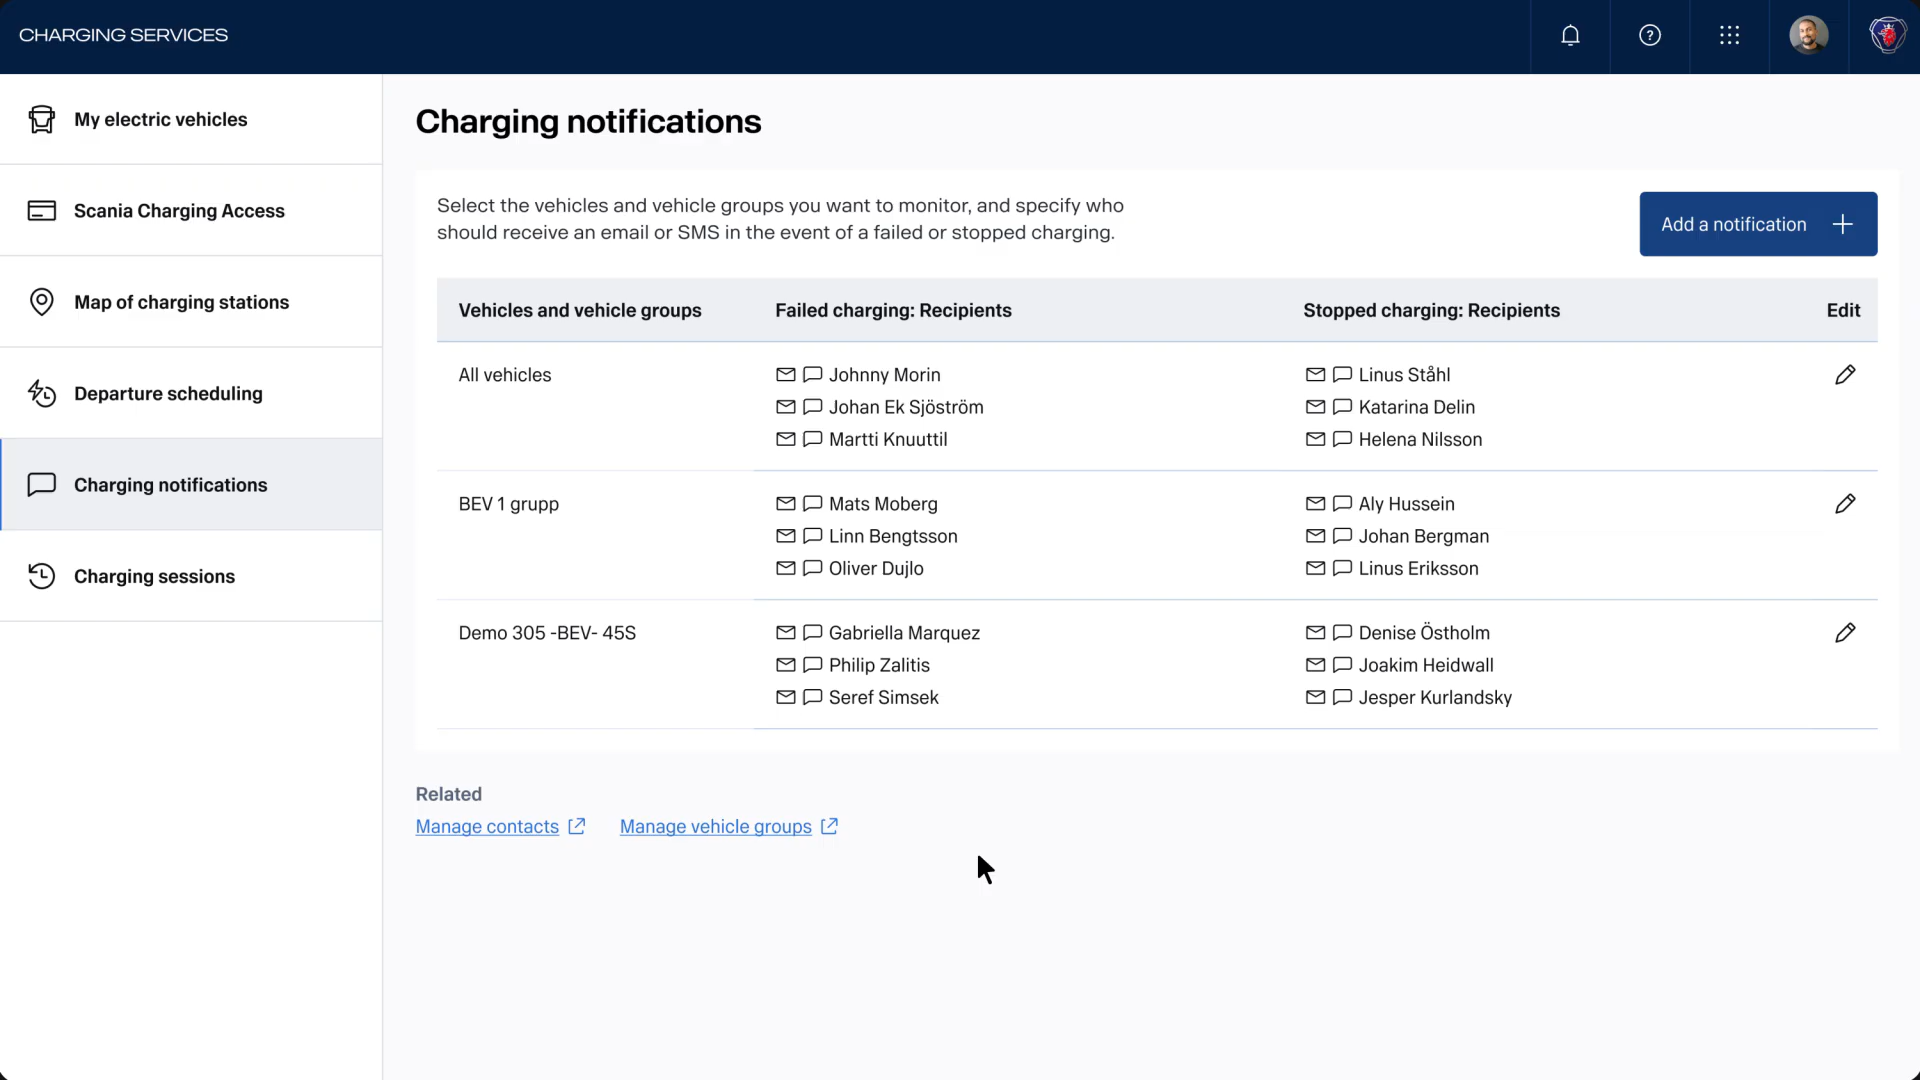 CHARGING SERVICES
My electric vehicles
Scania Charging Access
Map of charging stations
Departure scheduling
Charging notifications
Charging sessions
Charging notifications
Select the vehicles and vehicle groups you want to monitor, and specify who
should receive an email or SMS in the event of a failed or stopped charging.
Add a notification
Vehicles and vehicle groups Failed charging: Recipients Stopped charging: Recipients Edit
All vehicles Johnny Morin Linus Ståhl
Johan Ek Sjöström Katarina Delin
Martti Knuuttil Helena Nilsson
BEV 1 grupp Mats Moberg Aly Hussein
Linn Bengtsson Johan Bergman
Oliver Dujlo Linus Eriksson
Demo 305 -BEV- 45S Gabriella Marquez Denise Östholm
Philip Zalitis Joakim Heidwall
Seref Simsek Jesper Kurlandsky
Related
Manage contacts Manage vehicle groups